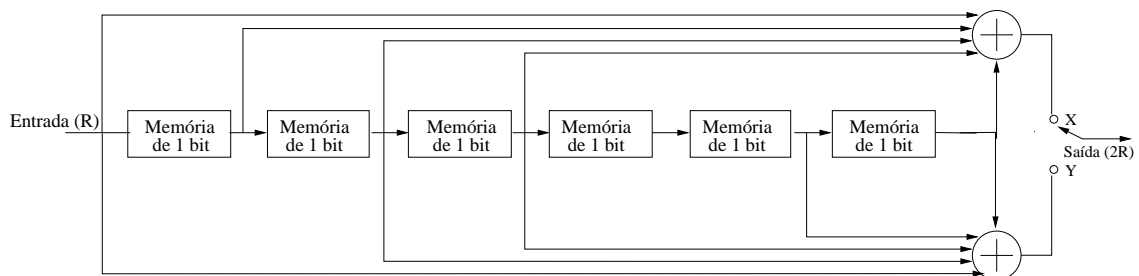 Entrada (R)
Memória
de 1 bit
Memória
de 1 bit
Memória
de 1 bit
Memória
de 1 bit
Memória
de 1 bit
Memória
de 1 bit
X
Saída (2R)
Y